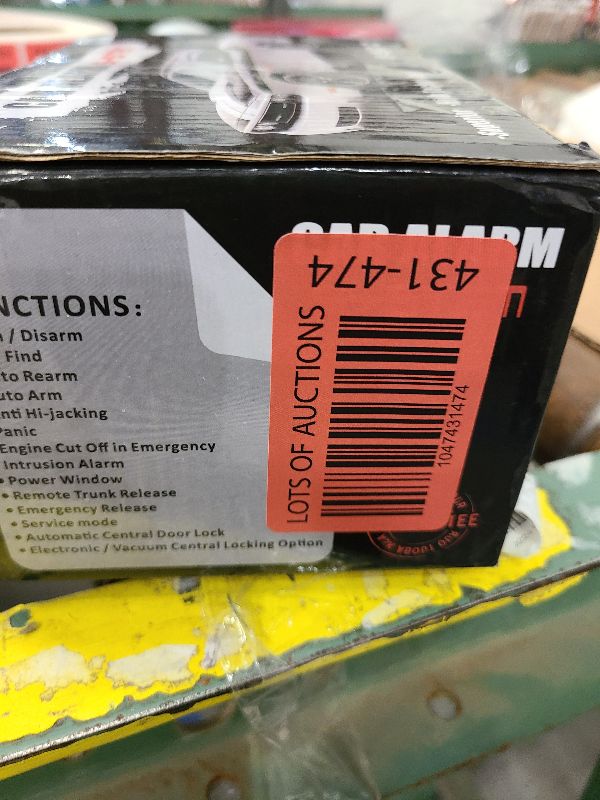 CAR ALARM
NCTIONS:
/ Disarm
Find
to Rearm
uto Arm
nti Hi-jacking
Panic
Engine Cut Off in Emergency
Intrusion Alarm
• Power Window
• Remote Trunk Release
• Emergency Release
• Service mode
• Automatic Central Door Lock
• Electronic / Vacuum Central Locking Option
431-474
LOTS OF AUCTIONS
1047431474